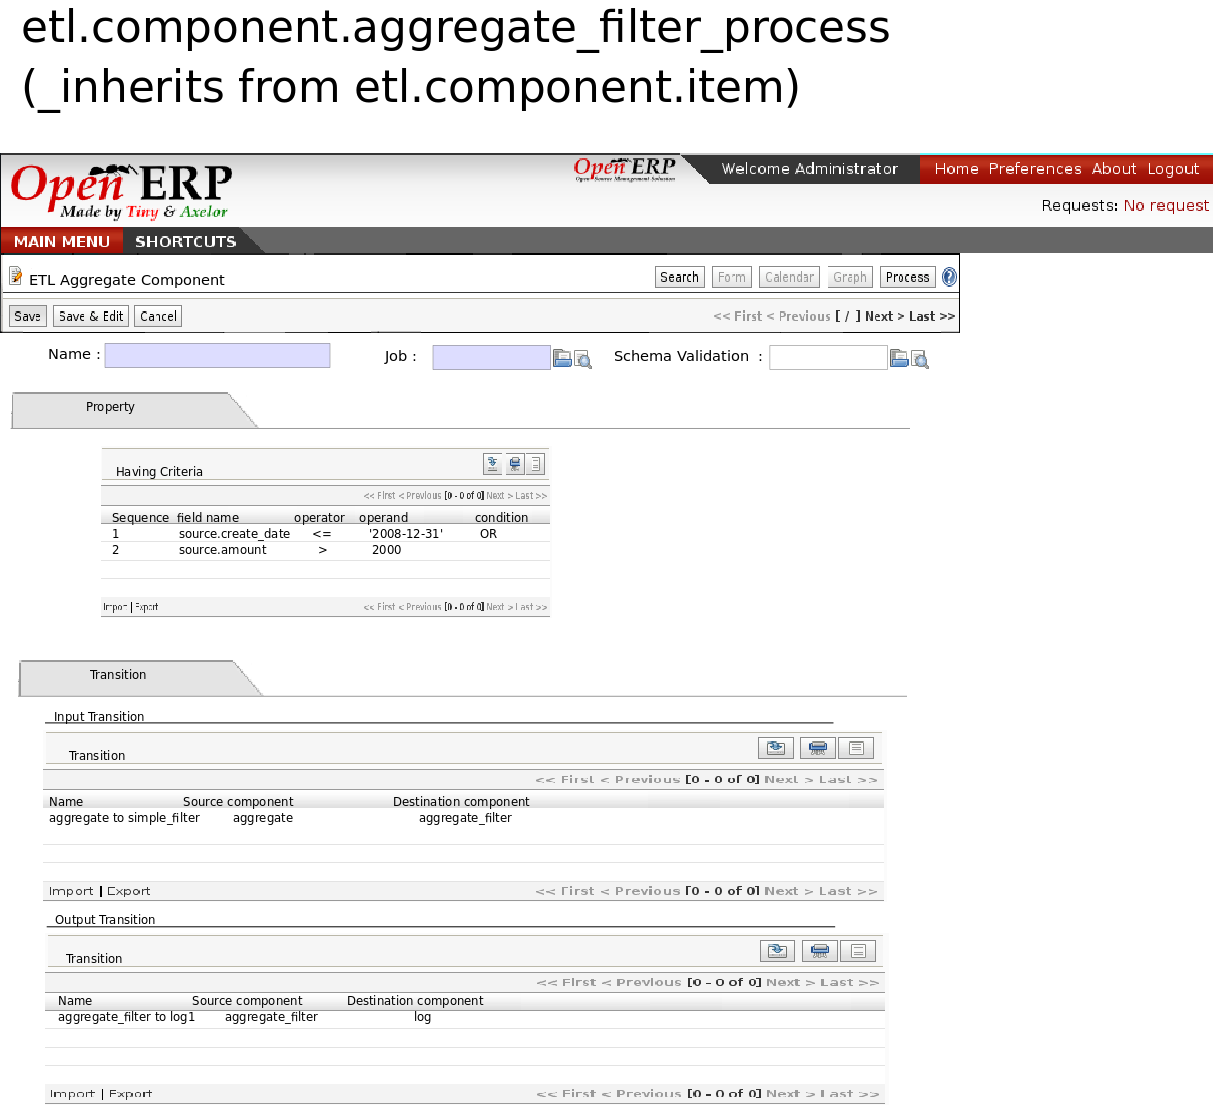 etl.component.aggregate_filter_process
(_inherits from etl.component.item)
Open ERP
Made by Tiny & Axelor
Open ERP
Open Source Management Solution
Welcome Administrator
Home Preferences About Logout
Requests: No request
MAIN MENU SHORTCUTS
ETL Aggregate Component
Search Form Calendar Graph Process ?
Save Save & Edit Cancel
<< First < Previous [ / ] Next > Last >>
Name : Job : Schema Validation :
Property
Having Criteria
<< First < Previous [0 - 0 of 0] Next > Last >>
Sequence field name operator operand condition
1 source.create_date <= '2008-12-31' OR
2 source.amount > 2000
Import | Export << First < Previous [0 - 0 of 0] Next > Last >>
Transition
Input Transition
Transition
<< First < Previous [0 - 0 of 0] Next > Last >>
Name Source component Destination component
aggregate to simple_filter aggregate aggregate_filter
Import | Export << First < Previous [0 - 0 of 0] Next > Last >>
Output Transition
Transition
<< First < Previous [0 - 0 of 0] Next > Last >>
Name Source component Destination component
aggregate_filter to log1 aggregate_filter log
Import | Export << First < Previous [0 - 0 of 0] Next > Last >>